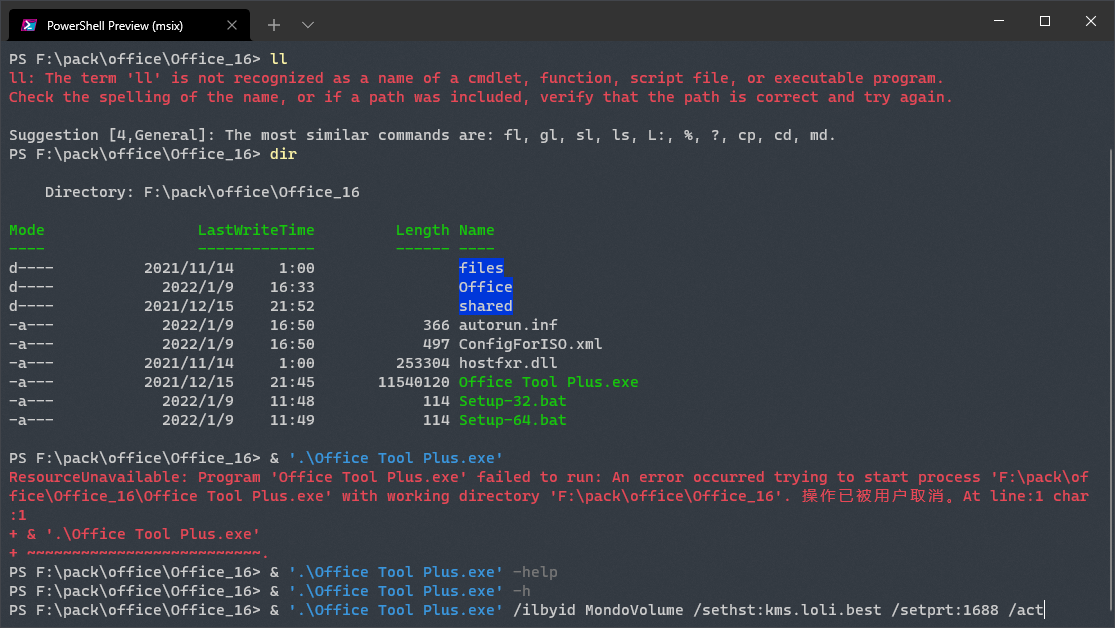 PowerShell Preview (msix)
PS F:\pack\office\Office_16> ll
ll: The term 'll' is not recognized as a name of a cmdlet, function, script file, or executable program.
Check the spelling of the name, or if a path was included, verify that the path is correct and try again.
Suggestion [4,General]: The most similar commands are: fl, gl, sl, ls, L:, %, ?, cp, cd, md.
PS F:\pack\office\Office_16> dir
Directory: F:\pack\office\Office_16
Mode LastWriteTime Length Name
---- ------------- ------ ----
d---- 2021/11/14 1:00 files
d---- 2022/1/9 16:33 Office
d---- 2021/12/15 21:52 shared
-a--- 2022/1/9 16:50 366 autorun.inf
-a--- 2022/1/9 16:50 497 ConfigForISO.xml
-a--- 2021/11/14 1:00 253304 hostfxr.dll
-a--- 2021/12/15 21:45 11540120 Office Tool Plus.exe
-a--- 2022/1/9 11:48 114 Setup-32.bat
-a--- 2022/1/9 11:49 114 Setup-64.bat
PS F:\pack\office\Office_16> & '.\Office Tool Plus.exe'
ResourceUnavailable: Program 'Office Tool Plus.exe' failed to run: An error occurred trying to start process 'F:\pack\of
fice\Office_16\Office Tool Plus.exe' with working directory 'F:\pack\office\Office_16'. 操作已被用户取消。At line:1 char
:1
+ & '.\Office Tool Plus.exe'
+ ~~~~~~~~~~~~~~~~~~~~~~~~~~.
PS F:\pack\office\Office_16> & '.\Office Tool Plus.exe' -help
PS F:\pack\office\Office_16> & '.\Office Tool Plus.exe' -h
PS F:\pack\office\Office_16> & '.\Office Tool Plus.exe' /ilbyid MondoVolume /sethst:kms.loli.best /setprt:1688 /act